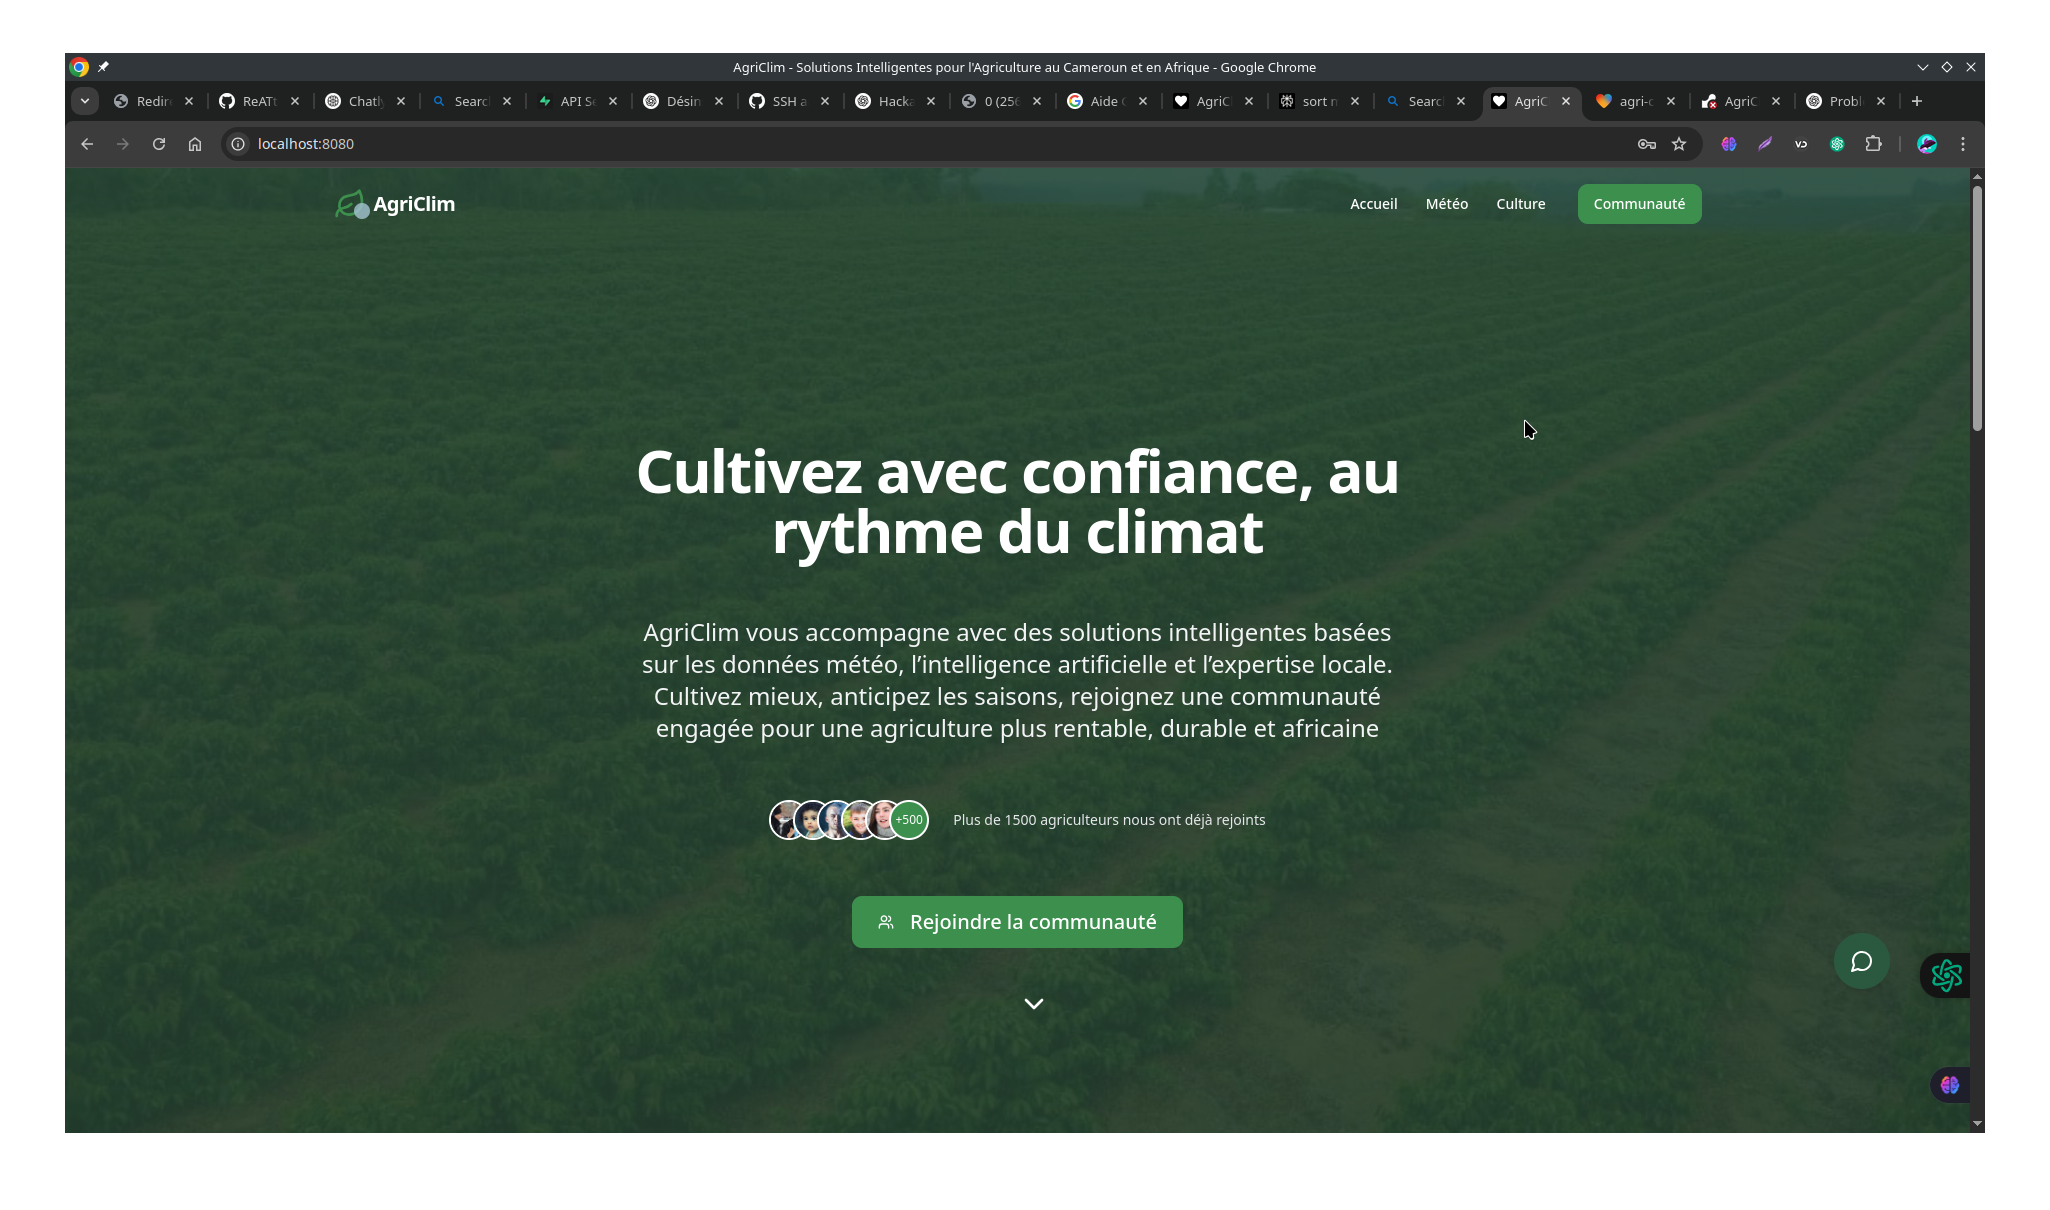 AgriClim - Solutions Intelligentes pour l'Agriculture au Cameroun et en Afrique - Google Chrome
Redir ReAT Chatl Searc API S Désin SSH a Hack 0 (256 Aide AgriC sort Searc AgriC agri-c AgriC Probl
localhost:8080
AgriClim
Accueil Météo Culture Communauté
Cultivez avec confiance, au
rythme du climat
AgriClim vous accompagne avec des solutions intelligentes basées
sur les données météo, l’intelligence artificielle et l’expertise locale.
Cultivez mieux, anticipez les saisons, rejoignez une communauté
engagée pour une agriculture plus rentable, durable et africaine
+500 Plus de 1500 agriculteurs nous ont déjà rejoints
Rejoindre la communauté